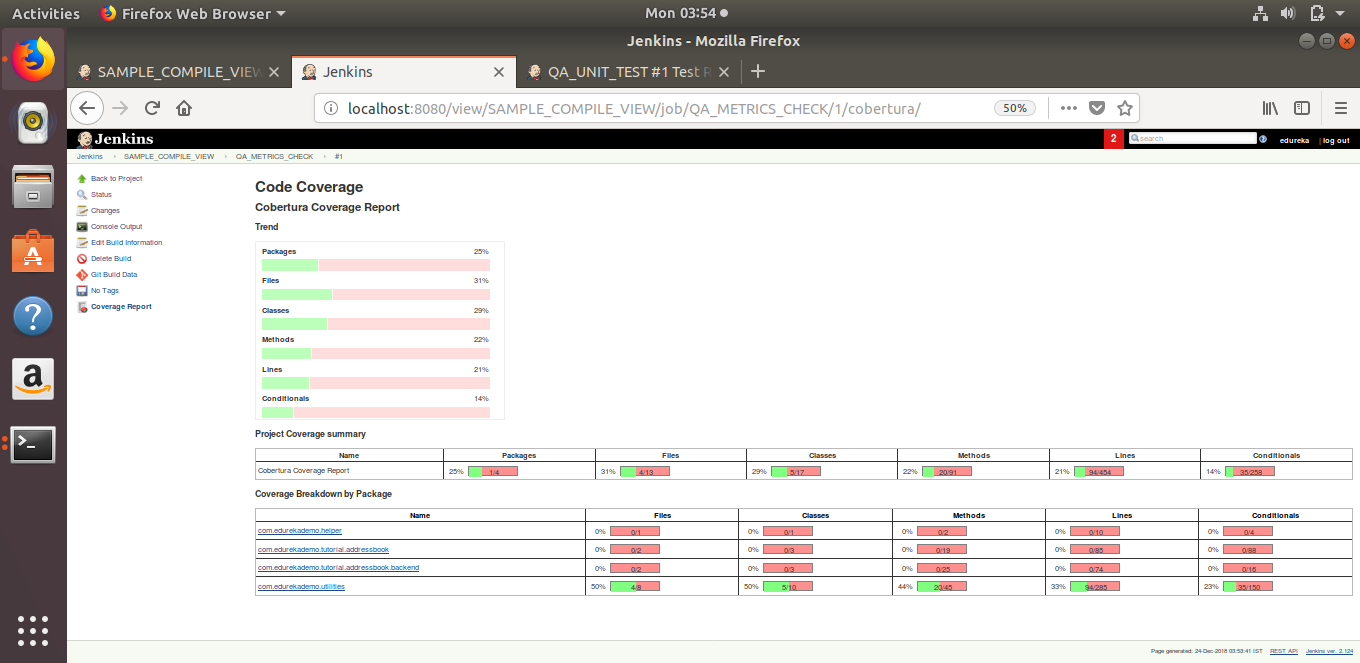 Activities Firefox Web Browser Mon 03:54
Jenkins - Mozilla Firefox
SAMPLE_COMPILE_VIEW Jenkins QA_UNIT_TEST #1 Test R
localhost:8080/view/SAMPLE_COMPILE_VIEW/job/QA_METRICS_CHECK/1/cobertura/ 50%
Jenkins 2 search edureka | log out
Jenkins SAMPLE_COMPILE_VIEW QA_METRICS_CHECK #1
Back to Project
Status
Changes
Console Output
Edit Build Information
Delete Build
Git Build Data
No Tags
Coverage Report
Code Coverage
Cobertura Coverage Report
Trend
Packages 25%
Files 31%
Classes 29%
Methods 22%
Lines 21%
Conditionals 14%
Project Coverage summary
Name Packages Files Classes Methods Lines Conditionals
Cobertura Coverage Report 25% 1/4 31% 4/13 29% 5/17 22% 20/91 21% 94/454 14% 35/258
Coverage Breakdown by Package
Name Files Classes Methods Lines Conditionals
com.edurekademo.helper 0% 0/1 0% 0/1 0% 0/2 0% 0/10 0% 0/4
com.edurekademo.tutorial.addressbook 0% 0/2 0% 0/3 0% 0/19 0% 0/85 0% 0/88
com.edurekademo.tutorial.addressbook.backend 0% 0/2 0% 0/3 0% 0/25 0% 0/74 0% 0/16
com.edurekademo.utilities 50% 4/8 50% 5/10 44% 20/45 33% 94/285 23% 35/150
Page generated: 24-Dec-2018 03:53:41 IST REST API Jenkins ver. 2.124